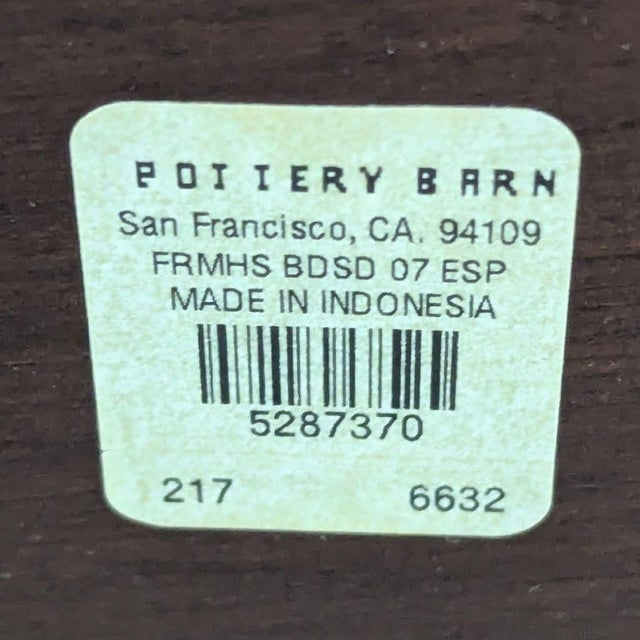 POTTERY BARN
San Francisco, CA. 94109
FRMHS BDSD 07 ESP
MADE IN INDONESIA
5287370
217 6632